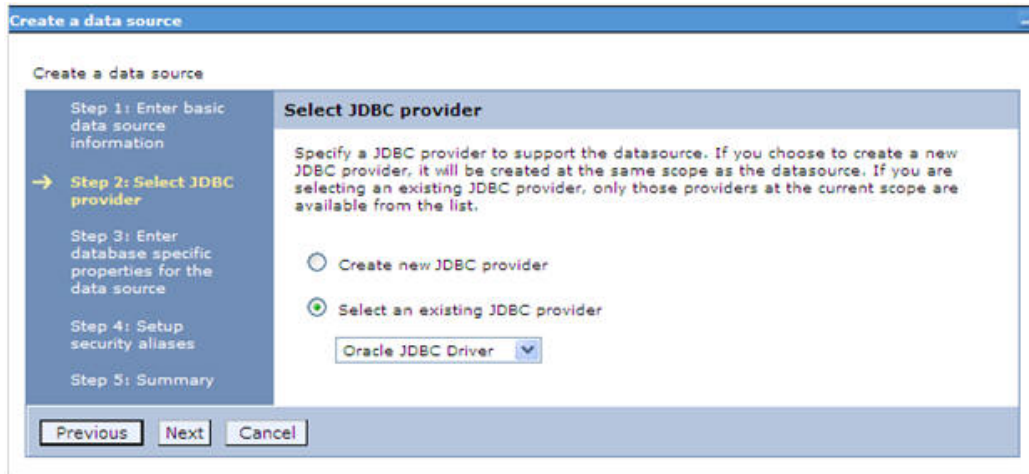 Create a data source
Create a data source
Step 1: Enter basic
data source
information
Step 2: Select JDBC
provider
Step 3: Enter
database specific
properties for the
data source
Step 4: Setup
security aliases
Step 5: Summary
Select JDBC provider
Specify a JDBC provider to support the datasource. If you choose to create a new
JDBC provider, it will be created at the same scope as the datasource. If you are
selecting an existing JDBC provider, only those providers at the current scope are
available from the list.
Create new JDBC provider
Select an existing JDBC provider
Oracle JDBC Driver
Previous Next Cancel